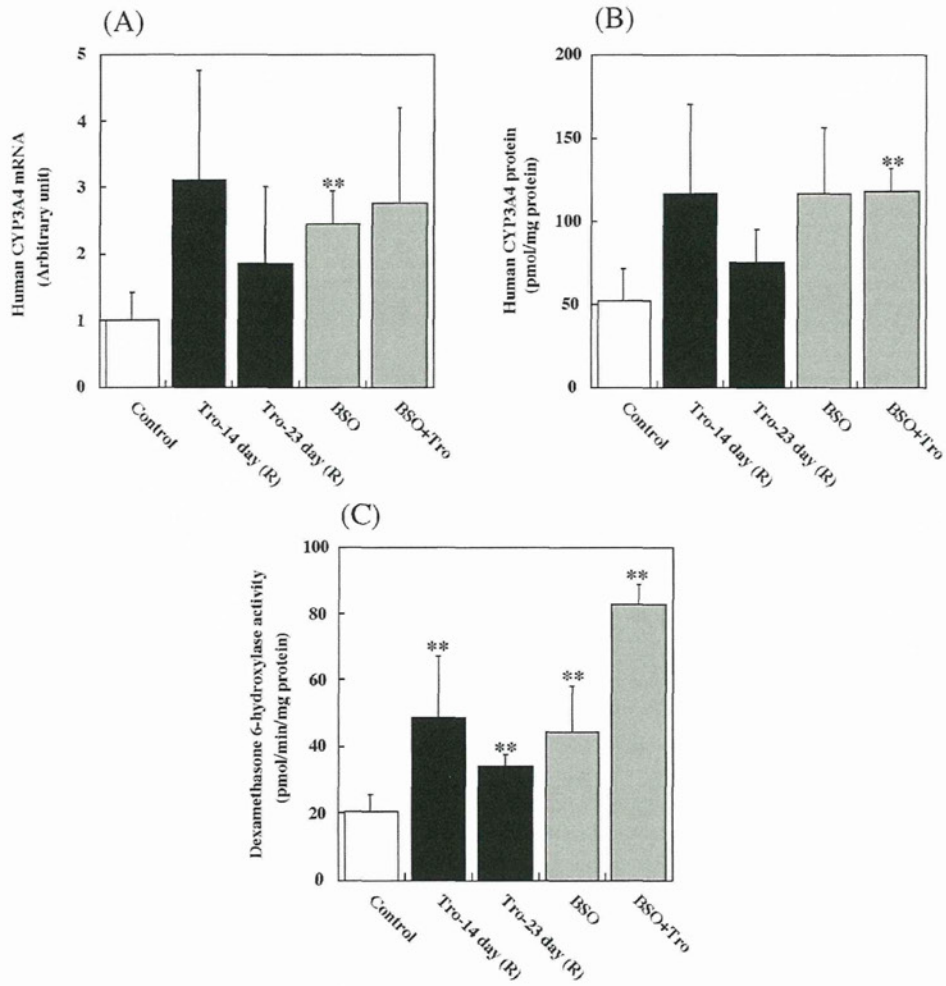 (A)
Human CYP3A4 mRNA
(Arbitrary unit)
5
4
3
2
1
0
**
Control
Tro-14 day (R)
Tro-23 day (R)
BSO
BSO+Tro
(B)
Human CYP3A4 protein
(pmol/mg protein)
200
150
100
50
0
**
Control
Tro-14 day (R)
Tro-23 day (R)
BSO
BSO+Tro
(C)
Dexamethasone 6-hydroxylase activity
(pmol/min/mg protein)
100
80
60
40
20
0
**
**
**
**
Control
Tro-14 day (R)
Tro-23 day (R)
BSO
BSO+Tro